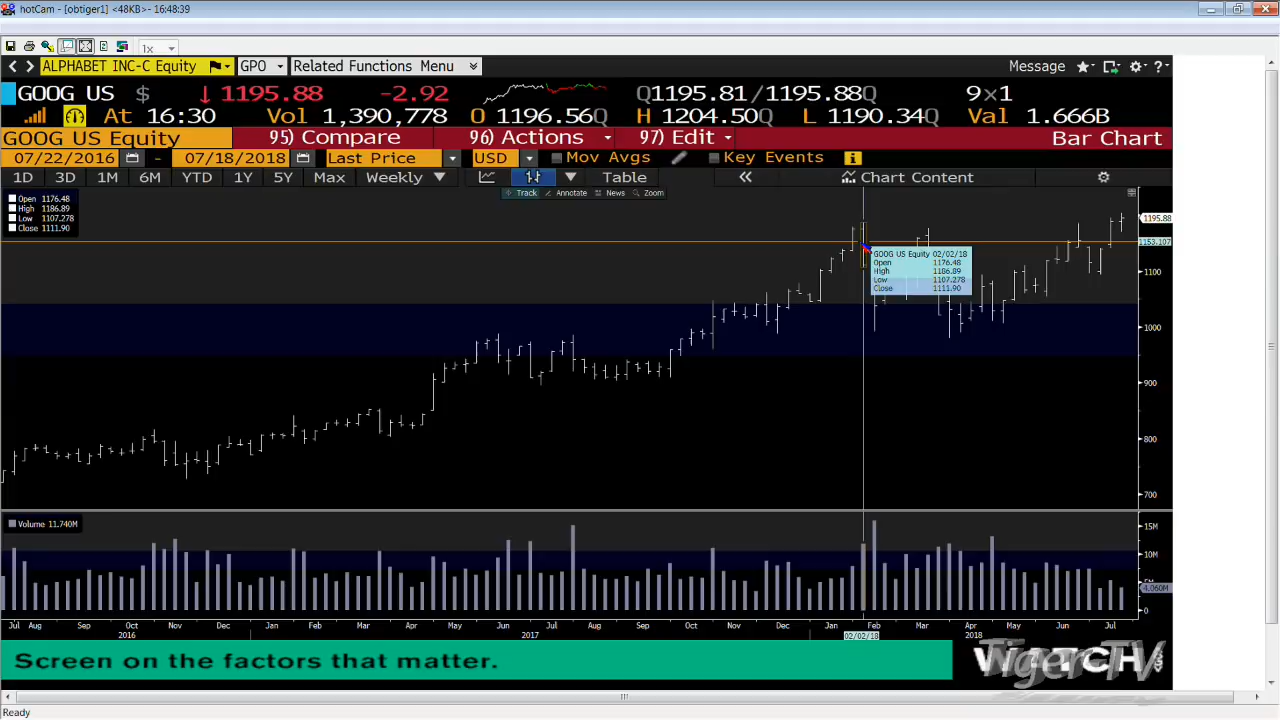 hotCam - [obtiger1] <48KB>- 16:48:39
1x
ALPHABET INC-C Equity GPO Related Functions Menu Message ?
GOOG US $ ↓1195.88 -2.92 Q1195.81/1195.88Q 9x1
At 16:30 Vol 1,390,778 O 1196.56Q H 1204.50Q L 1190.34Q Val 1.666B
GOOG US Equity 95) Compare 96) Actions 97) Edit Bar Chart
07/22/2016 - 07/18/2018 Last Price USD Mov Avgs Key Events
1D 3D 1M 6M YTD 1Y 5Y Max Weekly Table « Chart Content
Track Annotate News Zoom
Open 1176.48
High 1186.89
Low 1107.278
Close 1111.90
1195.88
1153.107
GOOG US Equity 02/02/18
Open 1176.48
High 1186.89
Low 1107.278
Close 1111.90
1100
1000
900
800
700
Volume 11.740M
15M
10M
5M
4.060M
0
Jul Aug Sep Oct Nov Dec Jan Feb Mar Apr May Jun Jul Aug Sep Oct Nov Dec Jan Feb Mar Apr May Jun Jul
2016 2017 02/02/18 2018
Screen on the factors that matter.
WATCH
Tiger TV
Ready